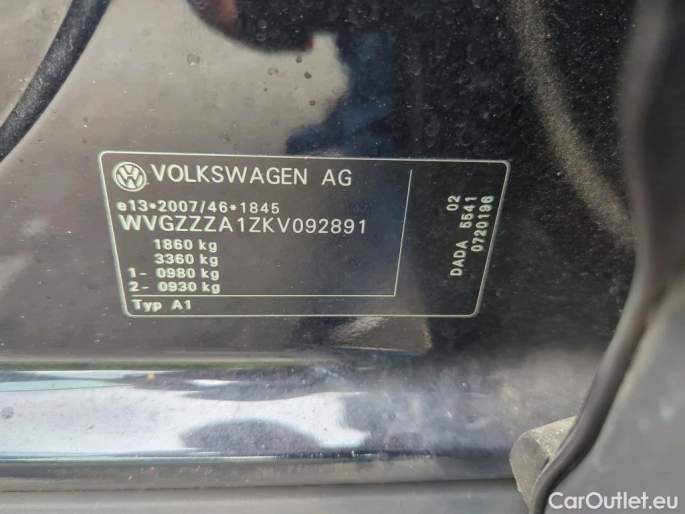 VOLKSWAGEN AG
e13*2007/46*1845
WVGZZZA1ZKV092891
1860 kg
3360 kg
1- 0980 kg
2- 0930 kg
Typ A1
02
DADA 5541
0720196
CarOutlet.eu